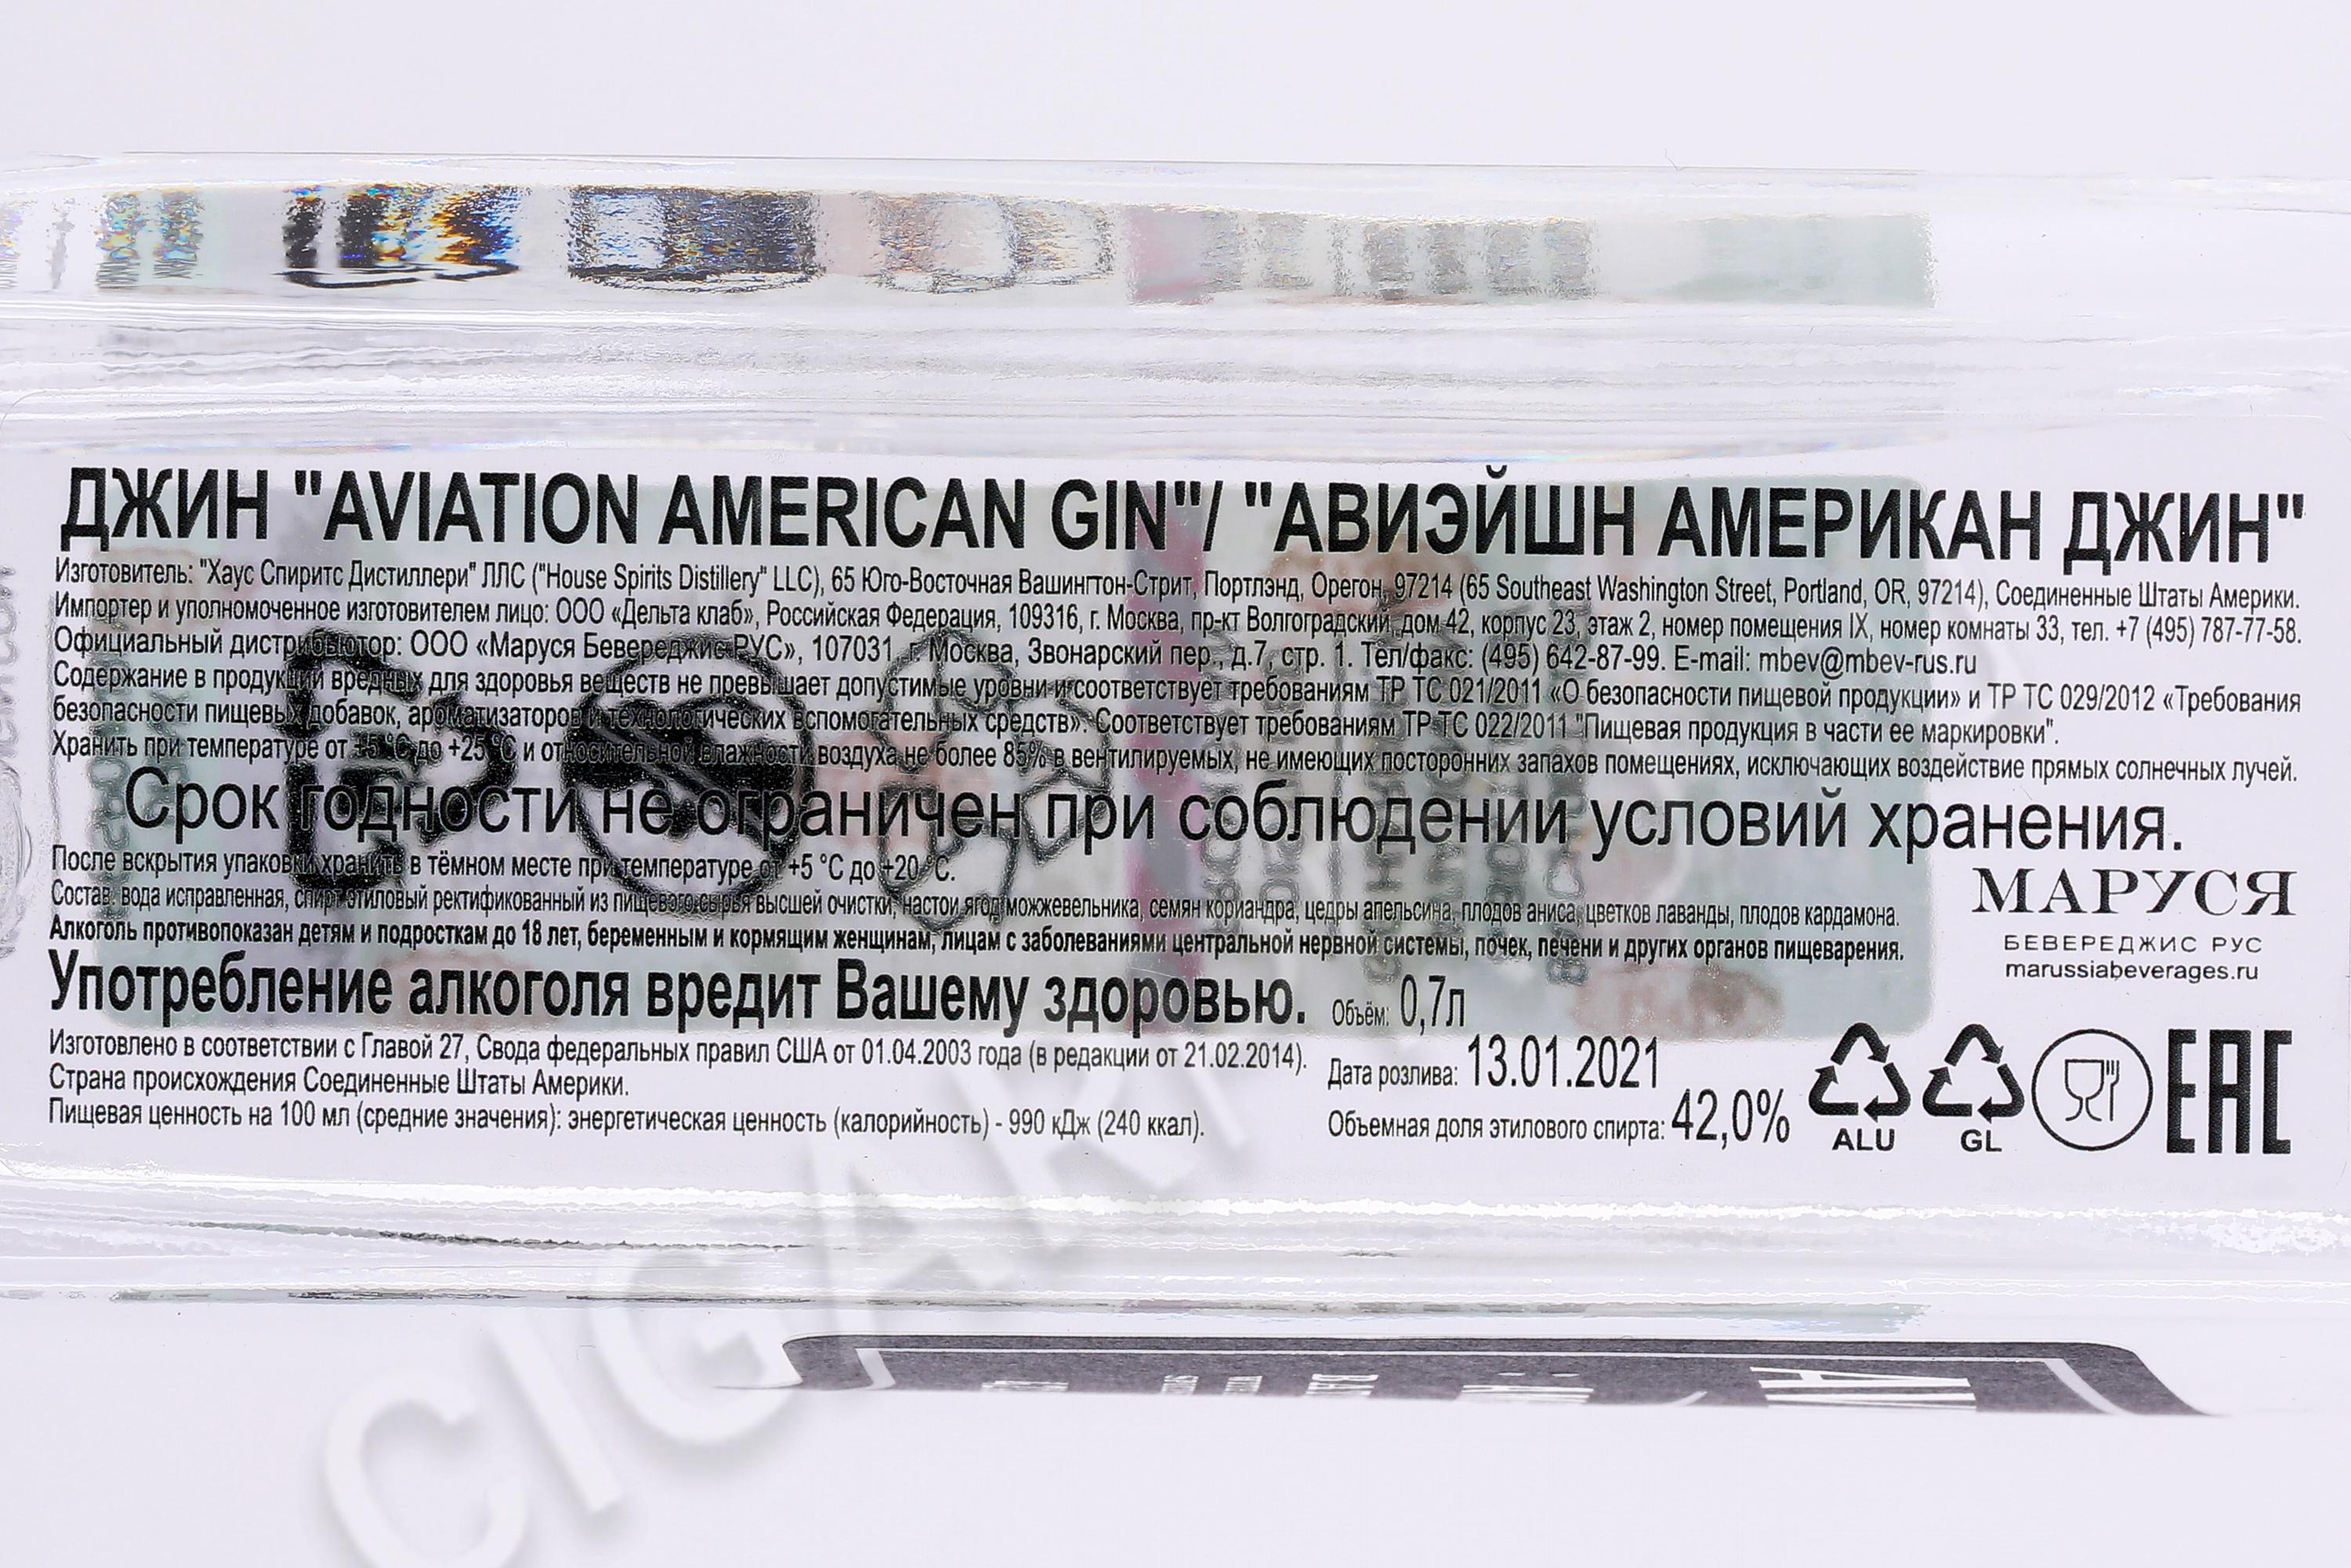 ДЖИН "AVIATION AMERICAN GIN"/ "АВИЭЙШН АМЕРИКАН ДЖИН"
Изготовитель: "Хаус Спиритс Дистиллери" ЛЛС ("House Spirits Distillery" LLC), 65 Юго-Восточная Вашингтон-Стрит, Портлэнд, Орегон, 97214 (65 Southeast Washington Street, Portland, OR, 97214), Соединенные Штаты Америки.
Импортер и уполномоченное изготовителем лицо: ООО «Дельта клаб», Российская Федерация, 109316, г. Москва, пр-кт Волгоградский, дом 42, корпус 23, этаж 2, номер помещения IX, номер комнаты 33, тел. +7 (495) 787-77-58.
Официальный дистрибьютор: ООО «Маруся Бевереджис РУС», 107031, г. Москва, Звонарский пер., д.7, стр. 1. Тел/факс: (495) 642-87-99. E-mail: mbev@mbev-rus.ru
Содержание в продукции вредных для здоровья веществ не превышает допустимые уровни и соответствует требованиям ТР ТС 021/2011 «О безопасности пищевой продукции» и ТР ТС 029/2012 «Требования
безопасности пищевых добавок, ароматизаторов и технологических вспомогательных средств». Соответствует требованиям ТР ТС 022/2011 "Пищевая продукция в части ее маркировки".
Хранить при температуре от +5 °С до +25 °С и относительной влажности воздуха не более 85% в вентилируемых, не имеющих посторонних запахов помещениях, исключающих воздействие прямых солнечных лучей.
Срок годности не ограничен при соблюдении условий хранения.
После вскрытия упаковки хранить в тёмном месте при температуре от +5 °С до +20 °С.
Состав: вода исправленная, спирт этиловый ректификованный из пищевого сырья высшей очистки, настои ягод можжевельника, семян кориандра, цедры апельсина, плодов аниса, цветков лаванды, плодов кардамона.
Алкоголь противопоказан детям и подросткам до 18 лет, беременным и кормящим женщинам, лицам с заболеваниями центральной нервной системы, почек, печени и других органов пищеварения.
МАРУСЯ
БЕВЕРЕДЖИС РУС
marussiabeverages.ru
Употребление алкоголя вредит Вашему здоровью. Объём: 0,7л
Изготовлено в соответствии с Главой 27, Свода федеральных правил США от 01.04.2003 года (в редакции от 21.02.2014).
Дата розлива: 13.01.2021
Страна происхождения Соединенные Штаты Америки.
Пищевая ценность на 100 мл (средние значения): энергетическая ценность (калорийность) - 990 кДж (240 ккал).
Объемная доля этилового спирта: 42,0%
ALU
GL
EAC